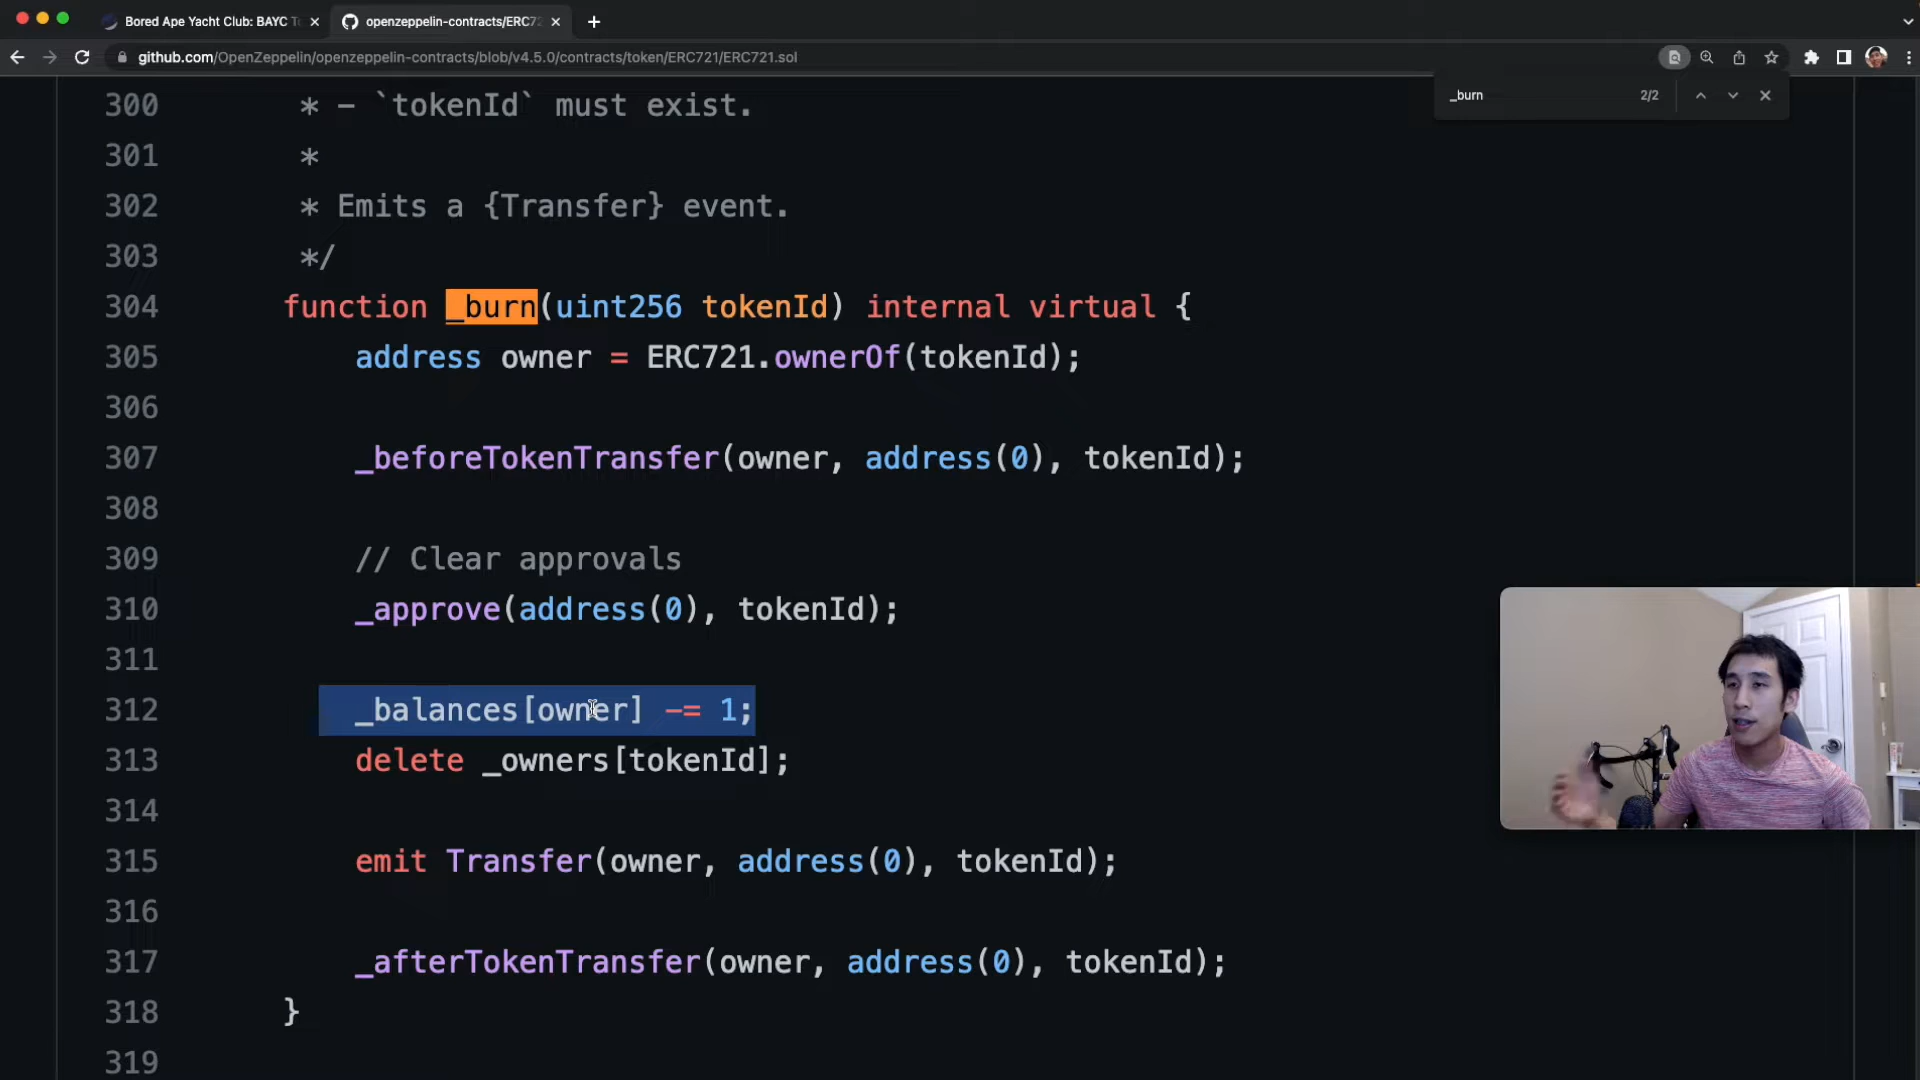 Bored Ape Yacht Club: BAYC T
openzeppelin-contracts/ERC72
github.com/OpenZeppelin/openzeppelin-contracts/blob/v4.5.0/contracts/token/ERC721/ERC721.sol
_burn 2/2
300 * - `tokenId` must exist.
301 *
302 * Emits a {Transfer} event.
303 */
304 function _burn(uint256 tokenId) internal virtual {
305 address owner = ERC721.ownerOf(tokenId);
306
307 _beforeTokenTransfer(owner, address(0), tokenId);
308
309 // Clear approvals
310 _approve(address(0), tokenId);
311
312 _balances[owner] -= 1;
313 delete _owners[tokenId];
314
315 emit Transfer(owner, address(0), tokenId);
316
317 _afterTokenTransfer(owner, address(0), tokenId);
318 }
319